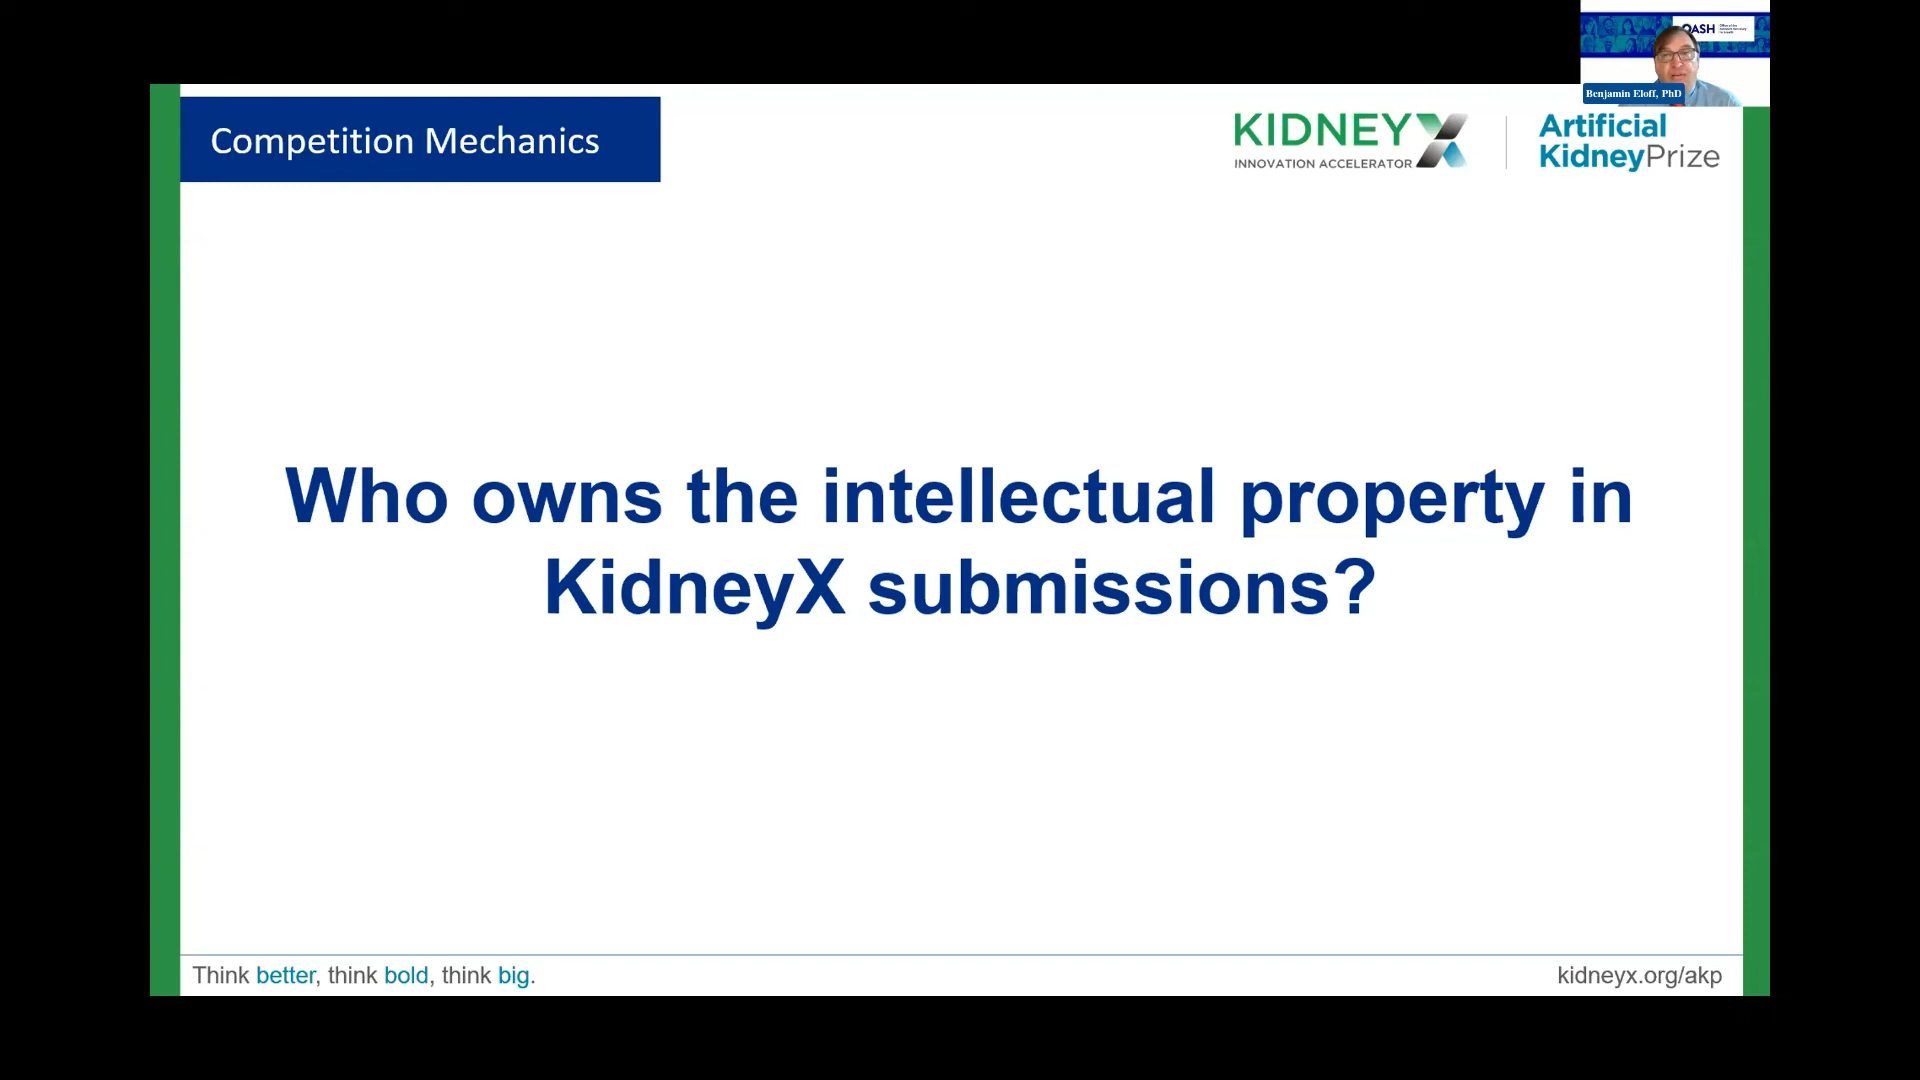 OASH
Benjamin Eloff, PhD
Competition Mechanics
KIDNEYX
INNOVATION ACCELERATOR
Artificial
KidneyPrize
Who owns the intellectual property in
KidneyX submissions?
Think better, think bold, think big.
kidneyx.org/akp